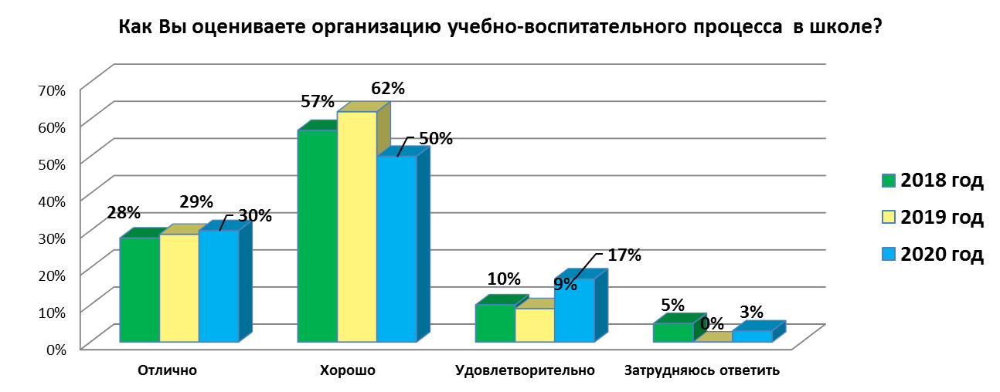 Как Вы оцениваете организацию учебно-воспитательного процесса в школе?
70%
60%
50%
40%
30%
20%
10%
0%
28%
29%
30%
57%
62%
50%
10%
9%
17%
5%
0%
3%
Отлично
Хорошо
Удовлетворительно
Затрудняюсь ответить
2018 год
2019 год
2020 год